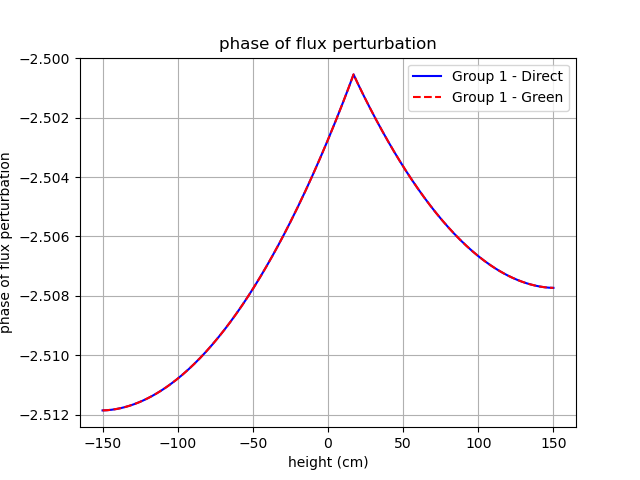 phase of flux perturbation
Group 1 - Direct
Group 1 - Green
phase of flux perturbation
−2.500
−2.502
−2.504
−2.506
−2.508
−2.510
−2.512
−150
−100
−50
0
50
100
150
height (cm)